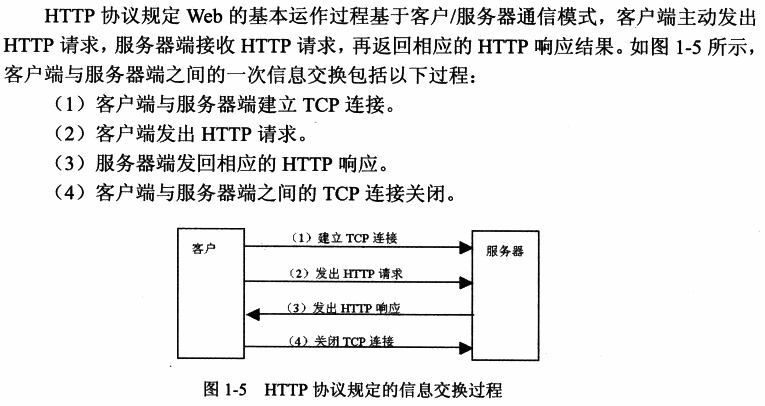 HTTP 协议规定 Web 的基本运作过程基于客户/服务器通信模式，客户端主动发出
HTTP 请求，服务器端接收 HTTP 请求，再返回相应的 HTTP 响应结果。如图 1-5 所示，
客户端与服务器端之间的一次信息交换包括以下过程：
（1）客户端与服务器端建立 TCP 连接。
（2）客户端发出 HTTP 请求。
（3）服务器端发回相应的 HTTP 响应。
（4）客户端与服务器端之间的 TCP 连接关闭。
客户
（1）建立 TCP 连接
服务器
（2）发出 HTTP 请求
（3）发出 HTTP 响应
（4）关闭 TCP 连接
图 1-5 HTTP 协议规定的信息交换过程